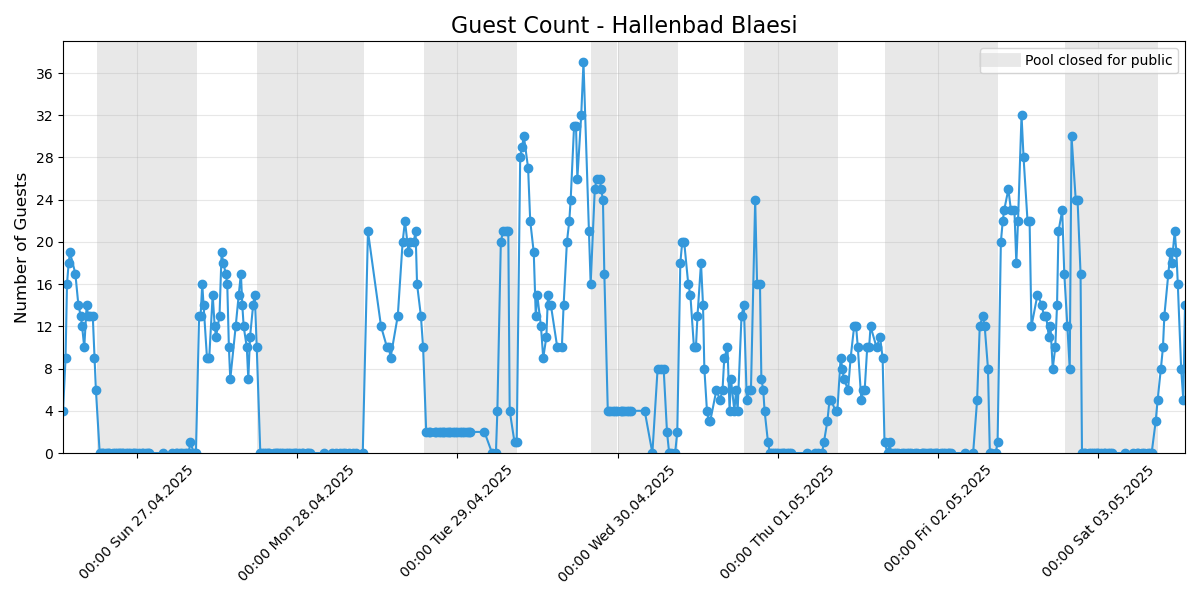 Guest Count - Hallenbad Blaesi
Pool closed for public
Number of Guests
36
32
28
24
20
16
12
8
4
0
00:00 Sun 27.04.2025
00:00 Mon 28.04.2025
00:00 Tue 29.04.2025
00:00 Wed 30.04.2025
00:00 Thu 01.05.2025
00:00 Fri 02.05.2025
00:00 Sat 03.05.2025